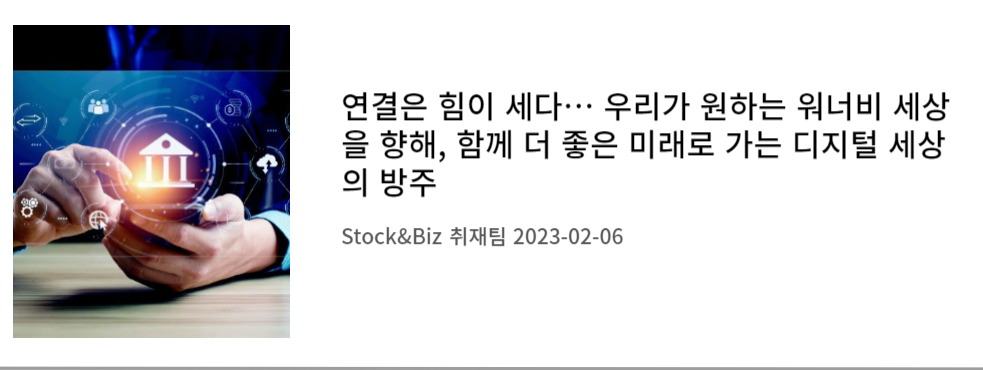 연결은 힘이 세다… 우리가 원하는 워너비 세상
을 향해, 함께 더 좋은 미래로 가는 디지털 세상
의 방주
Stock&Biz 취재팀 2023-02-06